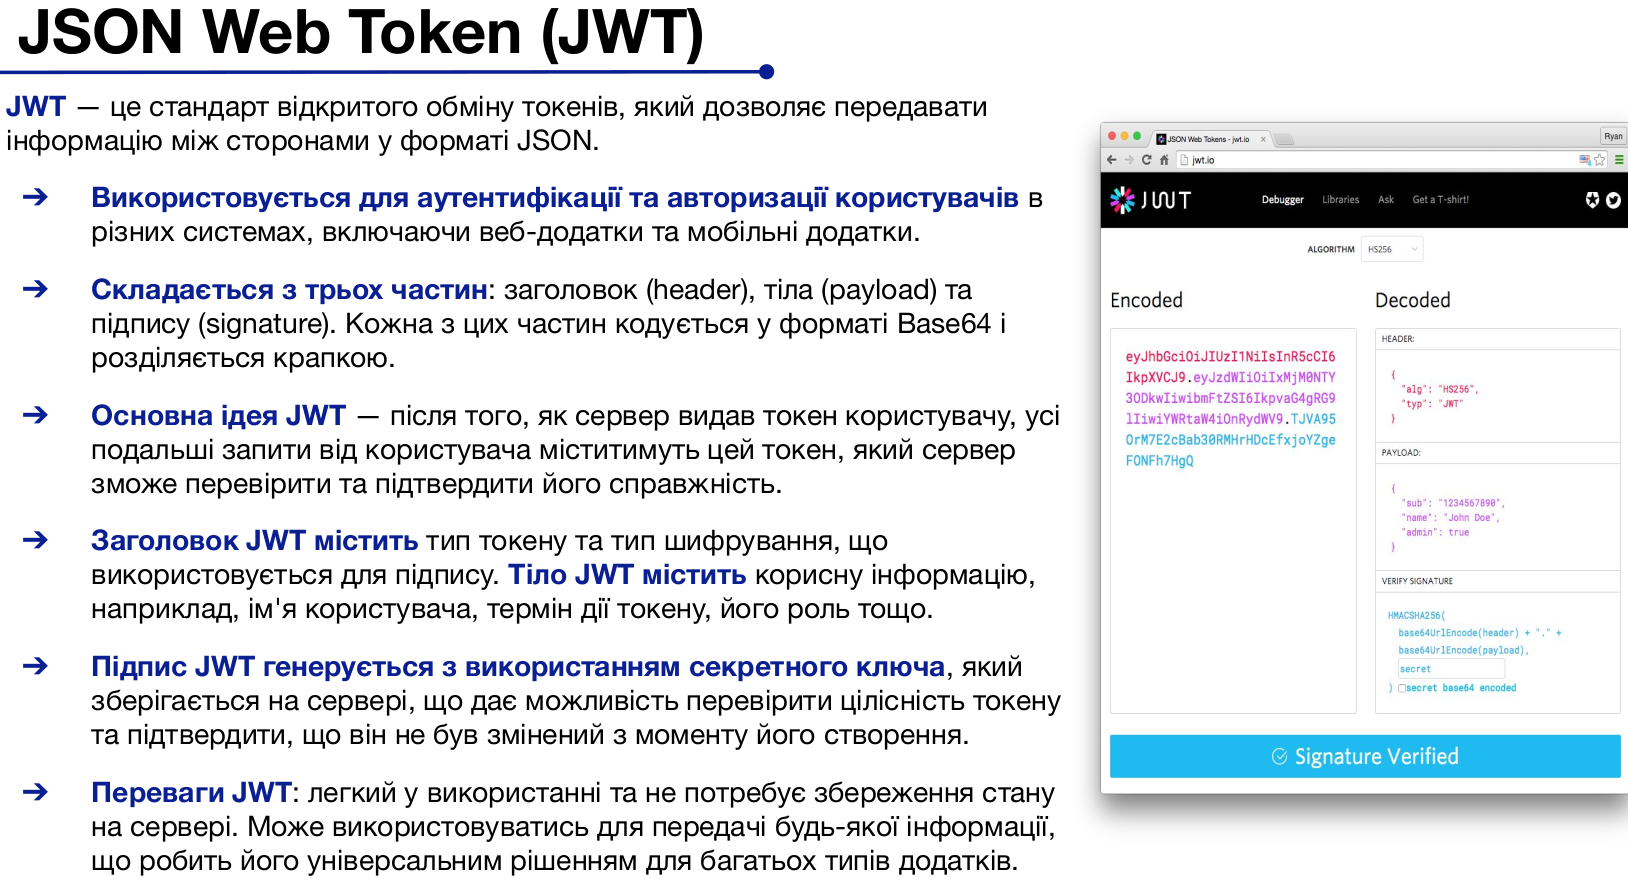 JSON Web Token (JWT)
JWT — це стандарт відкритого обміну токенів, який дозволяє передавати
інформацію між сторонами у форматі JSON.
➔ Використовується для аутентифікації та авторизації користувачів в
різних системах, включаючи веб-додатки та мобільні додатки.
➔ Складається з трьох частин: заголовок (header), тіла (payload) та
підпису (signature). Кожна з цих частин кодується у форматі Base64 і
розділяється крапкою.
➔ Основна ідея JWT — після того, як сервер видав токен користувачу, усі
подальші запити від користувача міститимуть цей токен, який сервер
зможе перевірити та підтвердити його справжність.
➔ Заголовок JWT містить тип токену та тип шифрування, що
використовується для підпису. Тіло JWT містить корисну інформацію,
наприклад, ім'я користувача, термін дії токену, його роль тощо.
➔ Підпис JWT генерується з використанням секретного ключа, який
зберігається на сервері, що дає можливість перевірити цілісність токену
та підтвердити, що він не був змінений з моменту його створення.
➔ Переваги JWT: легкий у використанні та не потребує збереження стану
на сервері. Може використовуватись для передачі будь-якої інформації,
що робить його універсальним рішенням для багатьох типів додатків.
JSON Web Tokens - jwt.io
Ryan
jwt.io
JWT
Debugger Libraries Ask Get a T-shirt!
ALGORITHM HS256
Encoded
eyJhbGciOiJIUzI1NiIsInR5cCI6
IkpXVCJ9.eyJzdWIiOiIxMjM0NTY
3ODkwIiwibmFtZSI6IkpvaG4gRG9
lIiwiYWRtaW4iOnRydWV9.TJVA95
OrM7E2cBab30RMHrHDcEfxjoYZge
FONFh7HgQ
Decoded
HEADER:
{
"alg": "HS256",
"typ": "JWT"
}
PAYLOAD:
{
"sub": "1234567890",
"name": "John Doe",
"admin": true
}
VERIFY SIGNATURE
HMACSHA256(
base64UrlEncode(header) + "." +
base64UrlEncode(payload),
secret
) secret base64 encoded
Signature Verified